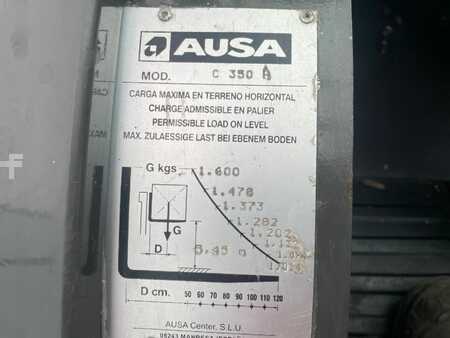 AUSA
MOD. C 350 H
CARGA MAXIMA EN TERRENO HORIZONTAL
CHARGE ADMISSIBLE EN PALIER
PERMISSIBLE LOAD ON LEVEL
MAX. ZULAESSIGE LAST BEI EBENEM BODEN
G kgs
1.600
1.478
1.373
1.282
1.202
G
D
D cm. 50 60 70 80 90 100 110 120
AUSA Center, S.L.U.